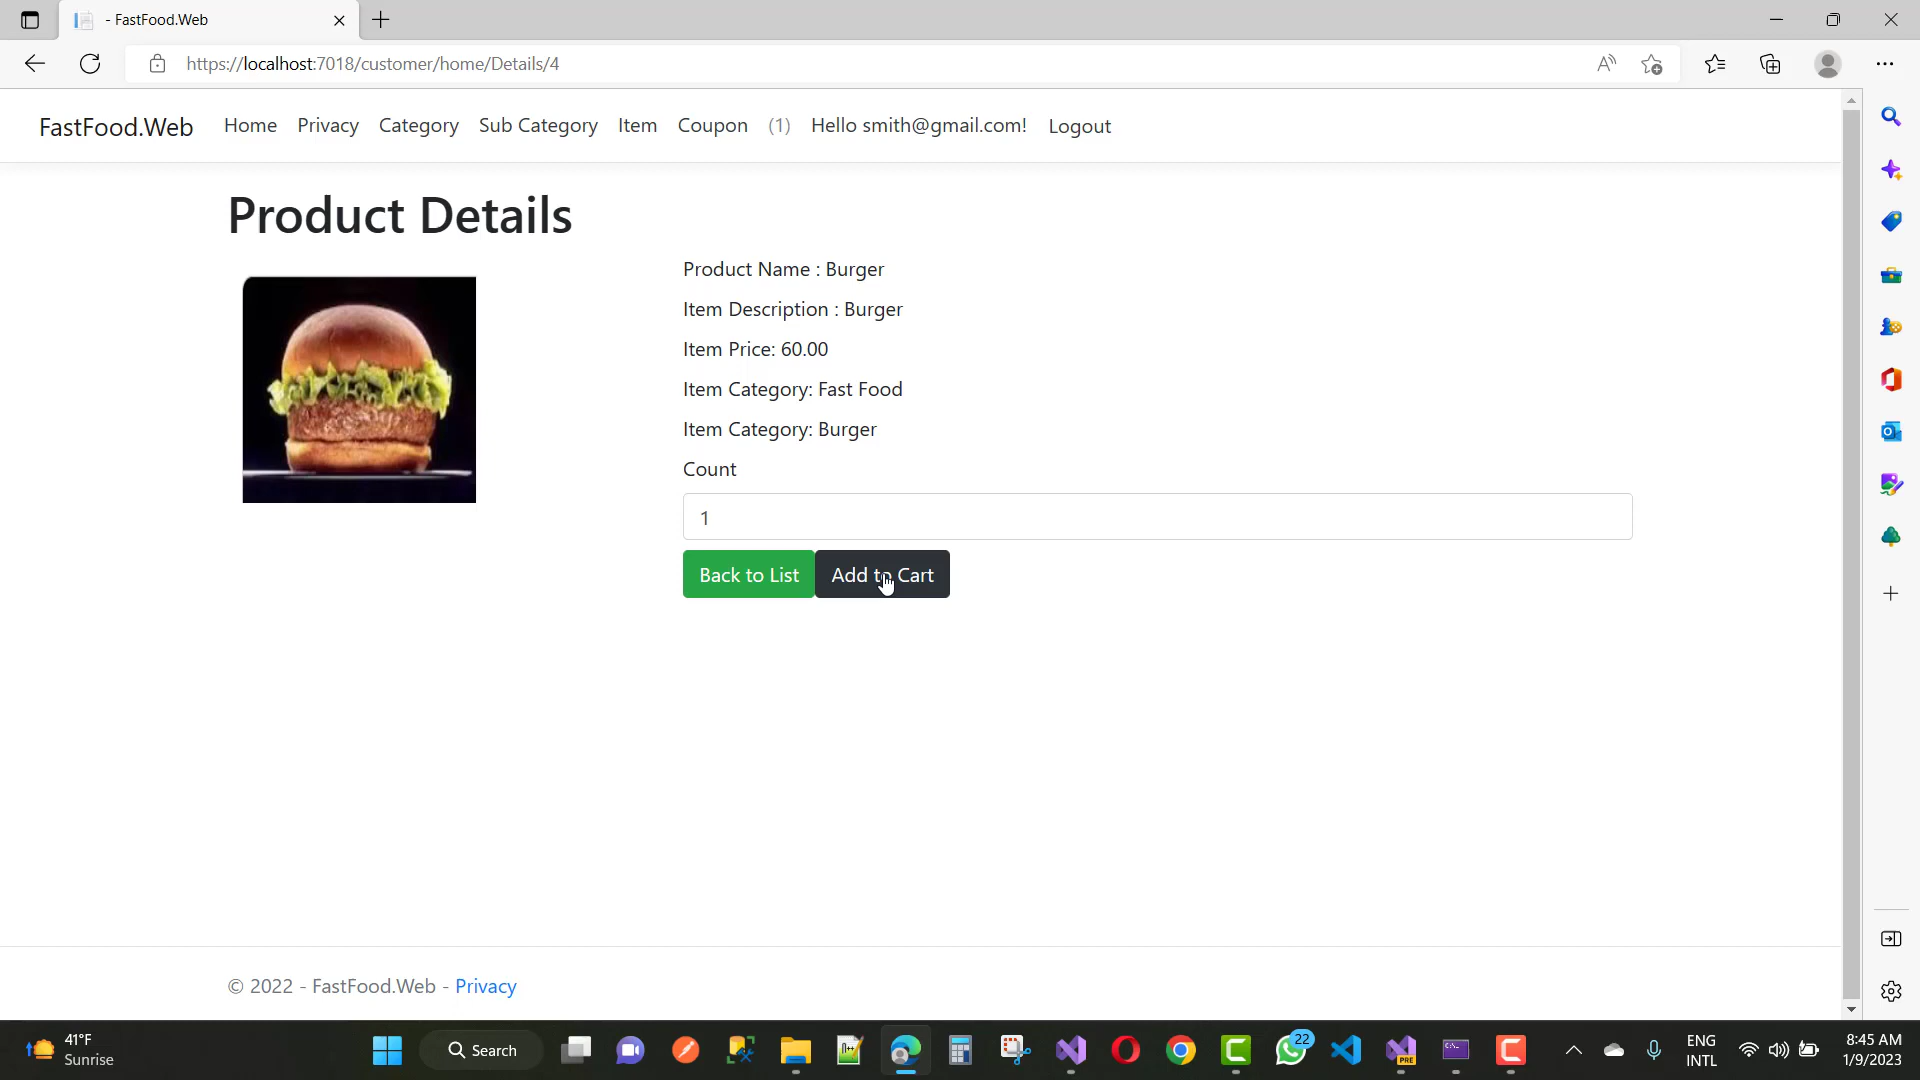 - FastFood.Web
https://localhost:7018/customer/home/Details/4
FastFood.Web Home Privacy Category Sub Category Item Coupon (1) Hello smith@gmail.com! Logout
Product Details
Product Name : Burger
Item Description : Burger
Item Price: 60.00
Item Category: Fast Food
Item Category: Burger
Count
1
Back to List Add to Cart
© 2022 - FastFood.Web - Privacy
41°F
Sunrise
Search
22
PRE
ENG
INTL
8:45 AM
1/9/2023